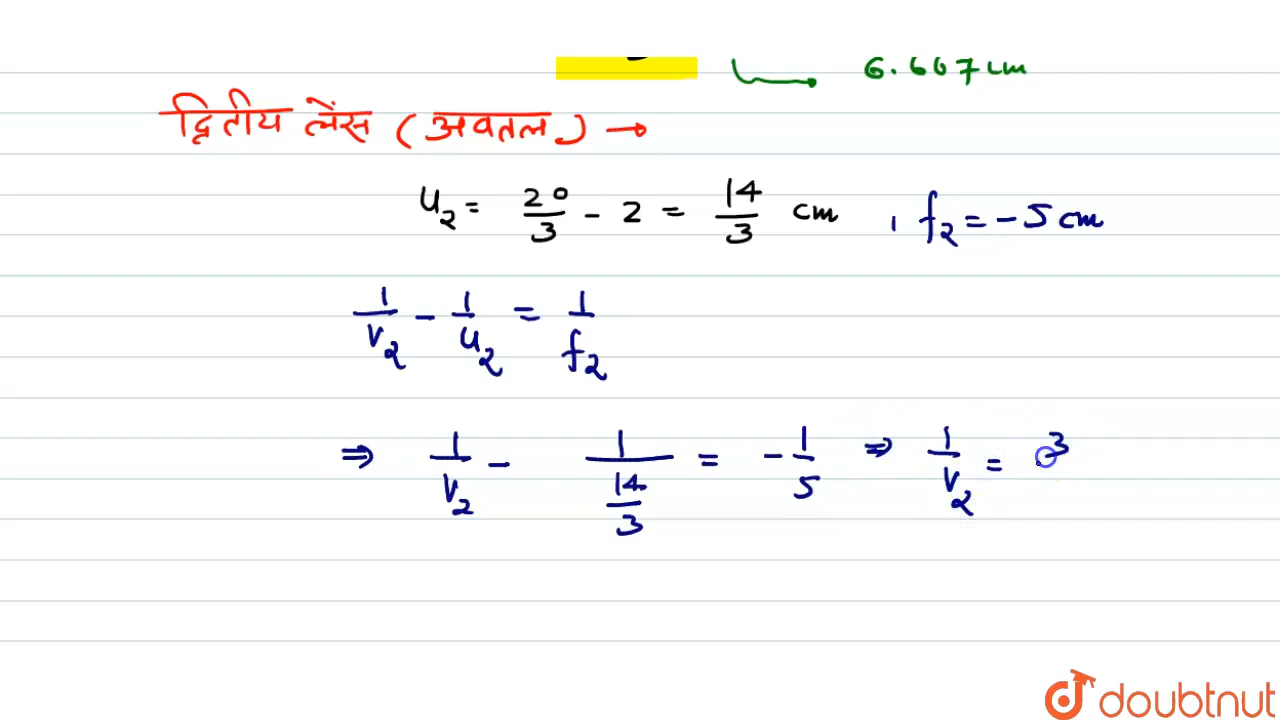 6.667 cm
द्वितीय लेंस (अवतल) →
u₂ = 20/3 - 2 = 14/3 cm , f₂ = -5 cm
1/v₂ - 1/u₂ = 1/f₂
⇒ 1/v₂ - 1/(14/3) = -1/5 ⇒ 1/v₂ = 3
doubtnut